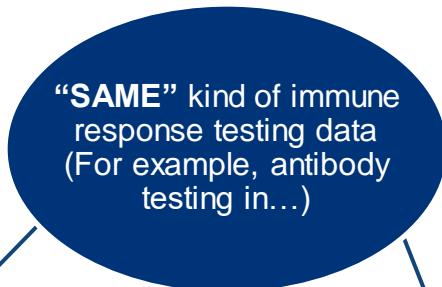 “SAME” kind of immune
response testing data
(For example, antibody
testing in…)